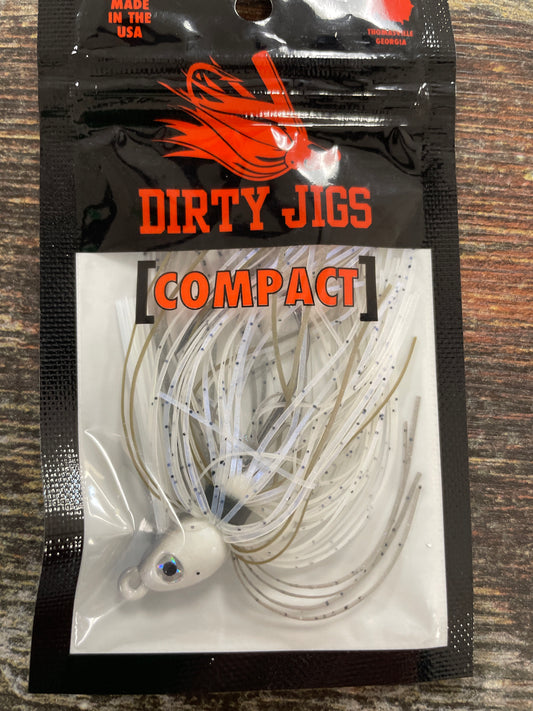 MADE
IN THE
USA
THOMASVILLE
GEORGIA
DIRTY JIGS
[COMPACT]